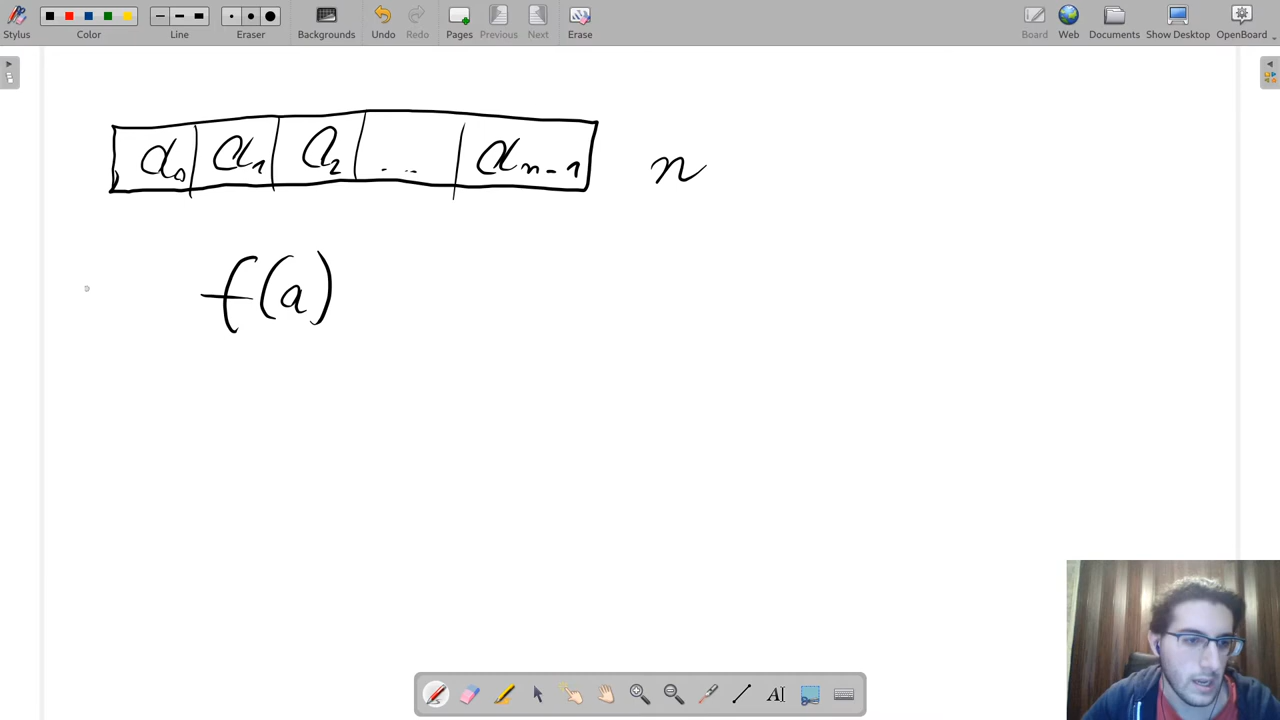 Stylus Color Line Eraser Backgrounds Undo Redo Pages Previous Next Erase Board Web Documents Show Desktop OpenBoard
a₀ a₁ a₂ ... aₙ₋₁ n
f(a)
AI